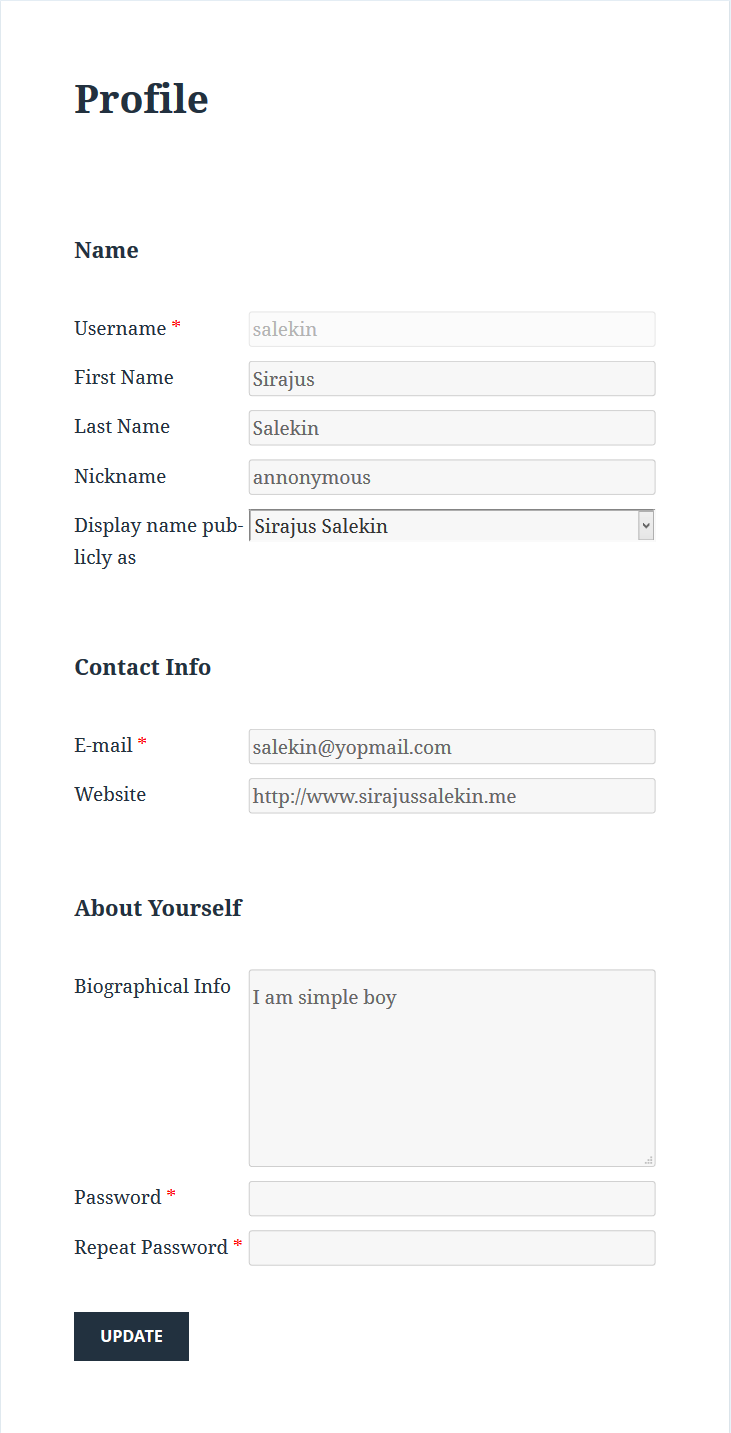 Profile
Name
Username *
salekin
First Name
Sirajus
Last Name
Salekin
Nickname
annonymous
Display name pub-
licly as
Sirajus Salekin
Contact Info
E-mail *
salekin@yopmail.com
Website
http://www.sirajussalekin.me
About Yourself
Biographical Info
I am simple boy
Password *
Repeat Password *
UPDATE